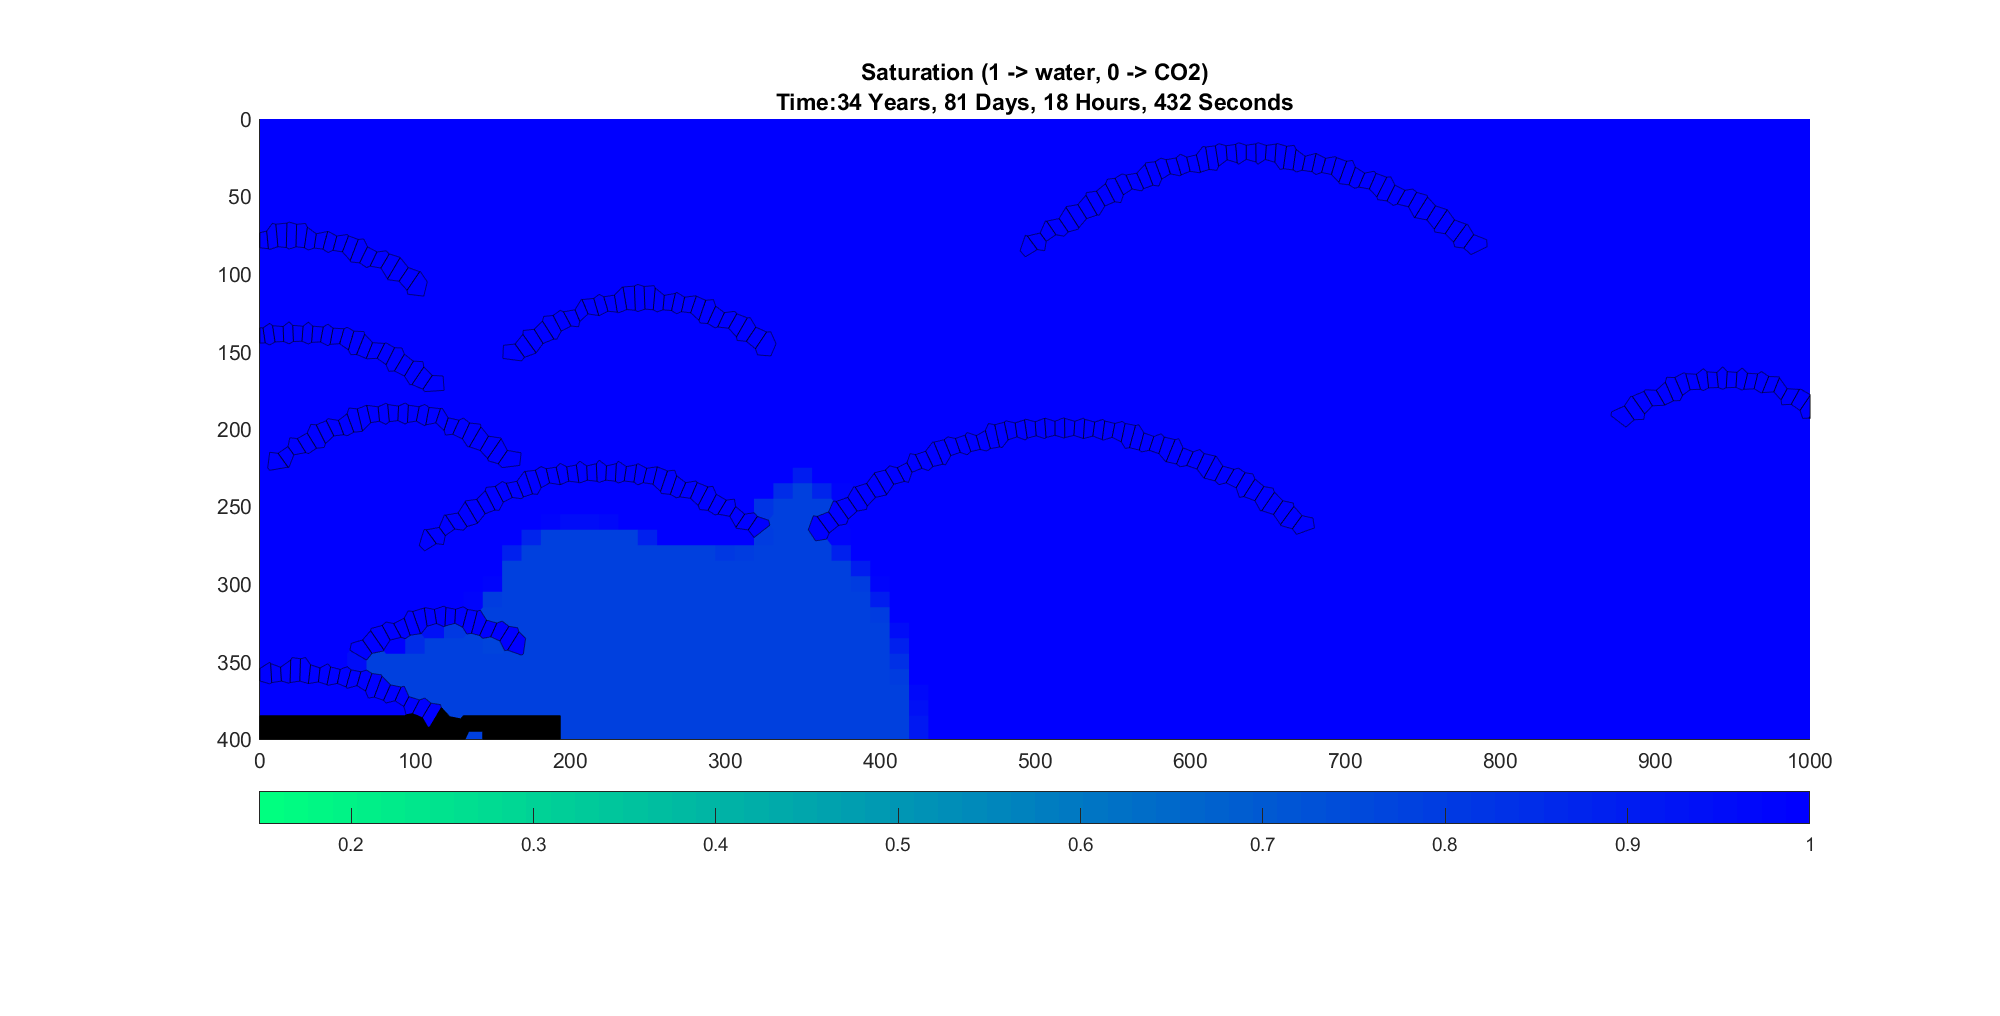 Saturation (1 -> water, 0 -> CO2)
Time:34 Years, 81 Days, 18 Hours, 432 Seconds
0
50
100
150
200
250
300
350
400
0 100 200 300 400 500 600 700 800 900 1000
0.2 0.3 0.4 0.5 0.6 0.7 0.8 0.9 1